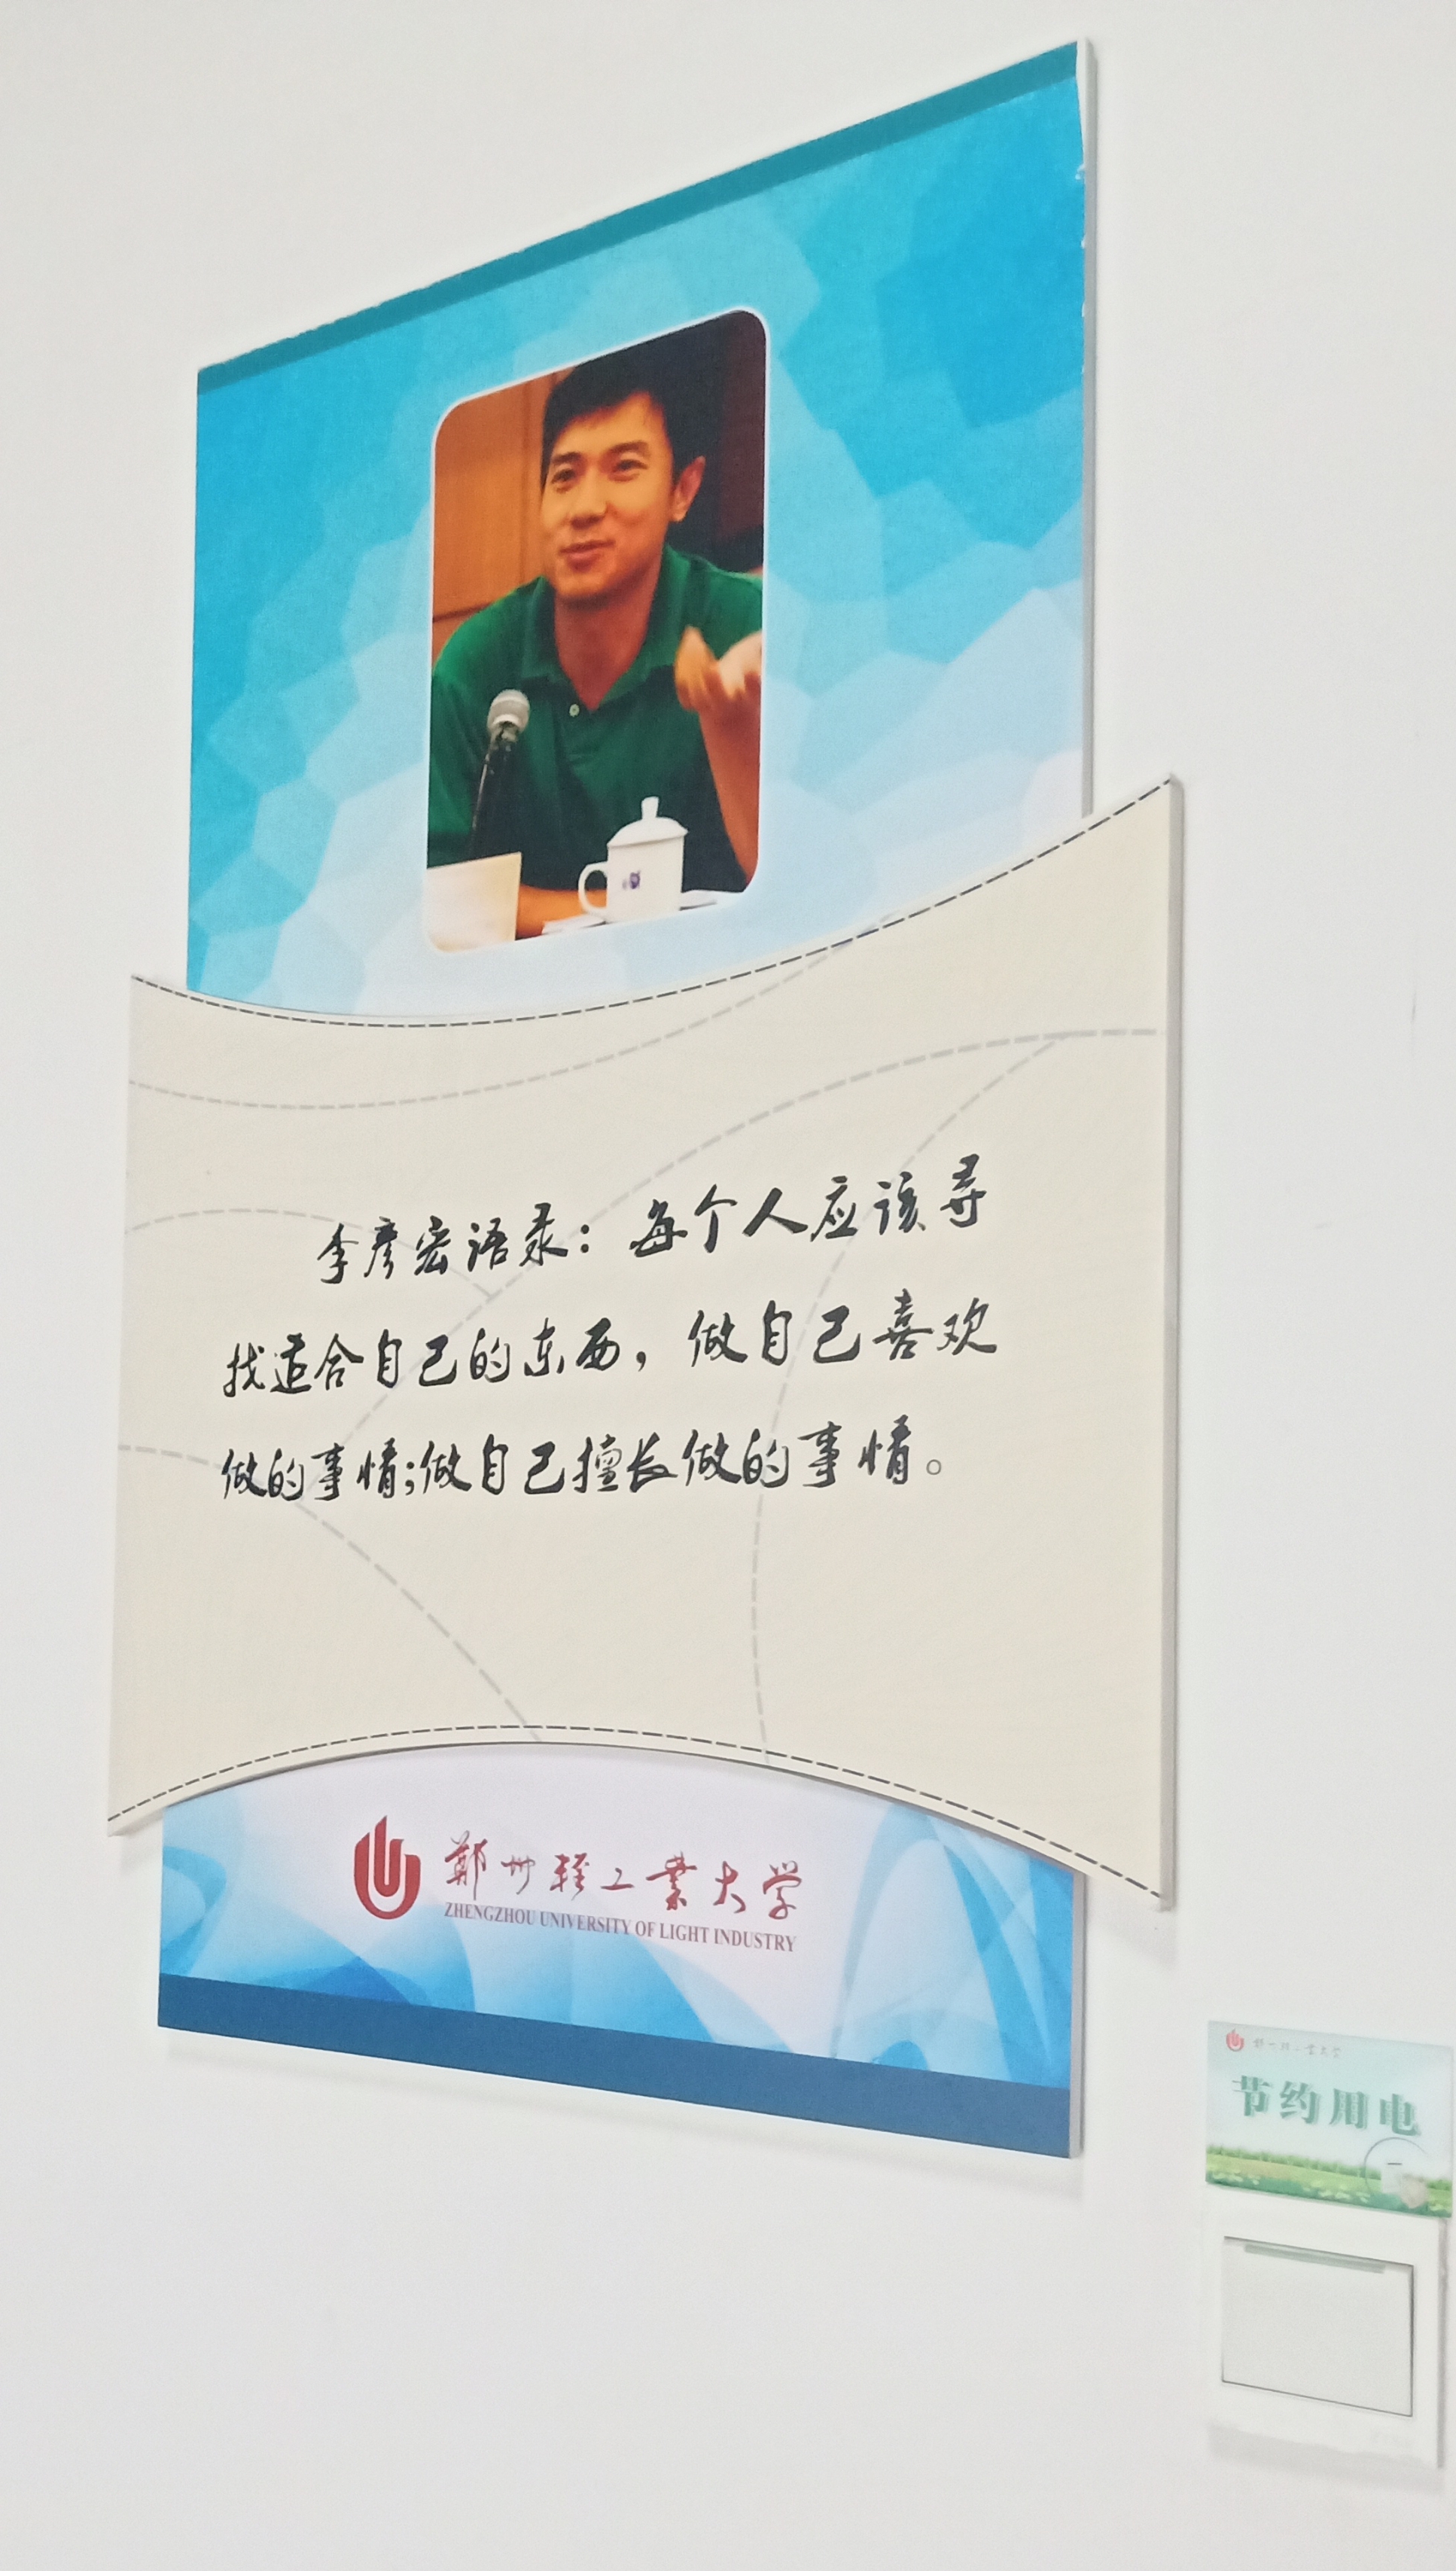 李彦宏语录：每个人应该寻
找适合自己的东西，做自己喜欢
做的事情;做自己擅长做的事情。
鄭州轻工业大学
ZHENGZHOU UNIVERSITY OF LIGHT INDUSTRY
郑州轻工业大学
节约用电